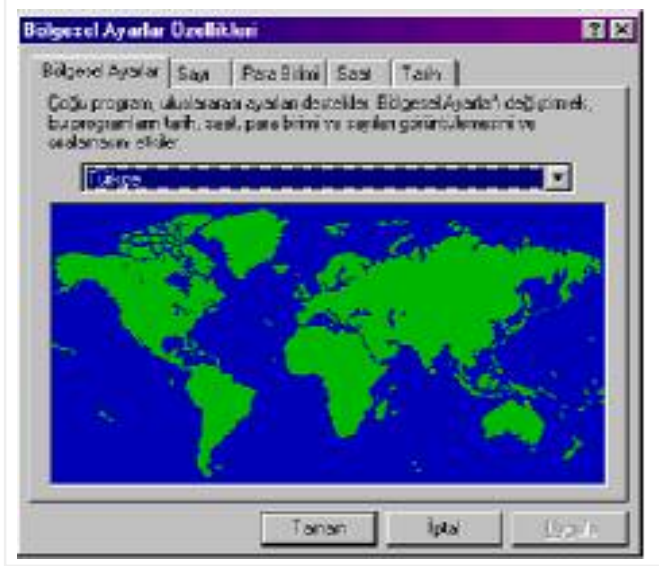 Bölgesel Ayarlar Özellikleri
Bölgesel Ayarlar Sayı Para Birimi Saat Tarih
Çoğu program, uluslararası ayarları destekler. Bölgesel Ayarlar'ı değiştirmek,
bu programların tarih, saat, para birimi ve sayıları görüntülemesini ve
sıralamasını etkiler.
Türkçe
Tamam İptal Uygula